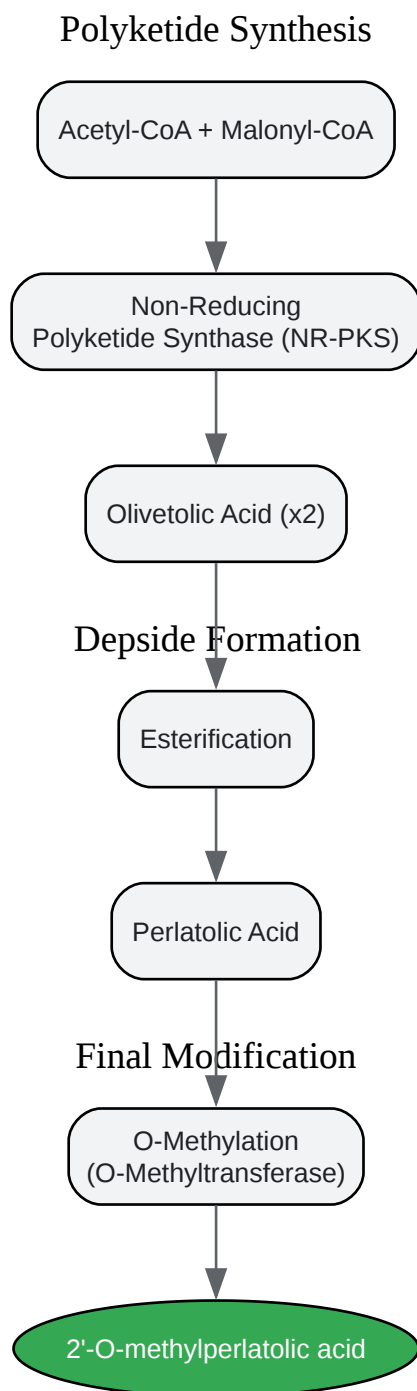 Polyketide Synthesis
Acetyl-CoA + Malonyl-CoA
Non-Reducing
Polyketide Synthase (NR-PKS)
Olivetolic Acid (x2)
Depside Formation
Esterification
Perlatolic Acid
Final Modification
O-Methylation
(O-Methyltransferase)
2'-O-methylperlatolic acid